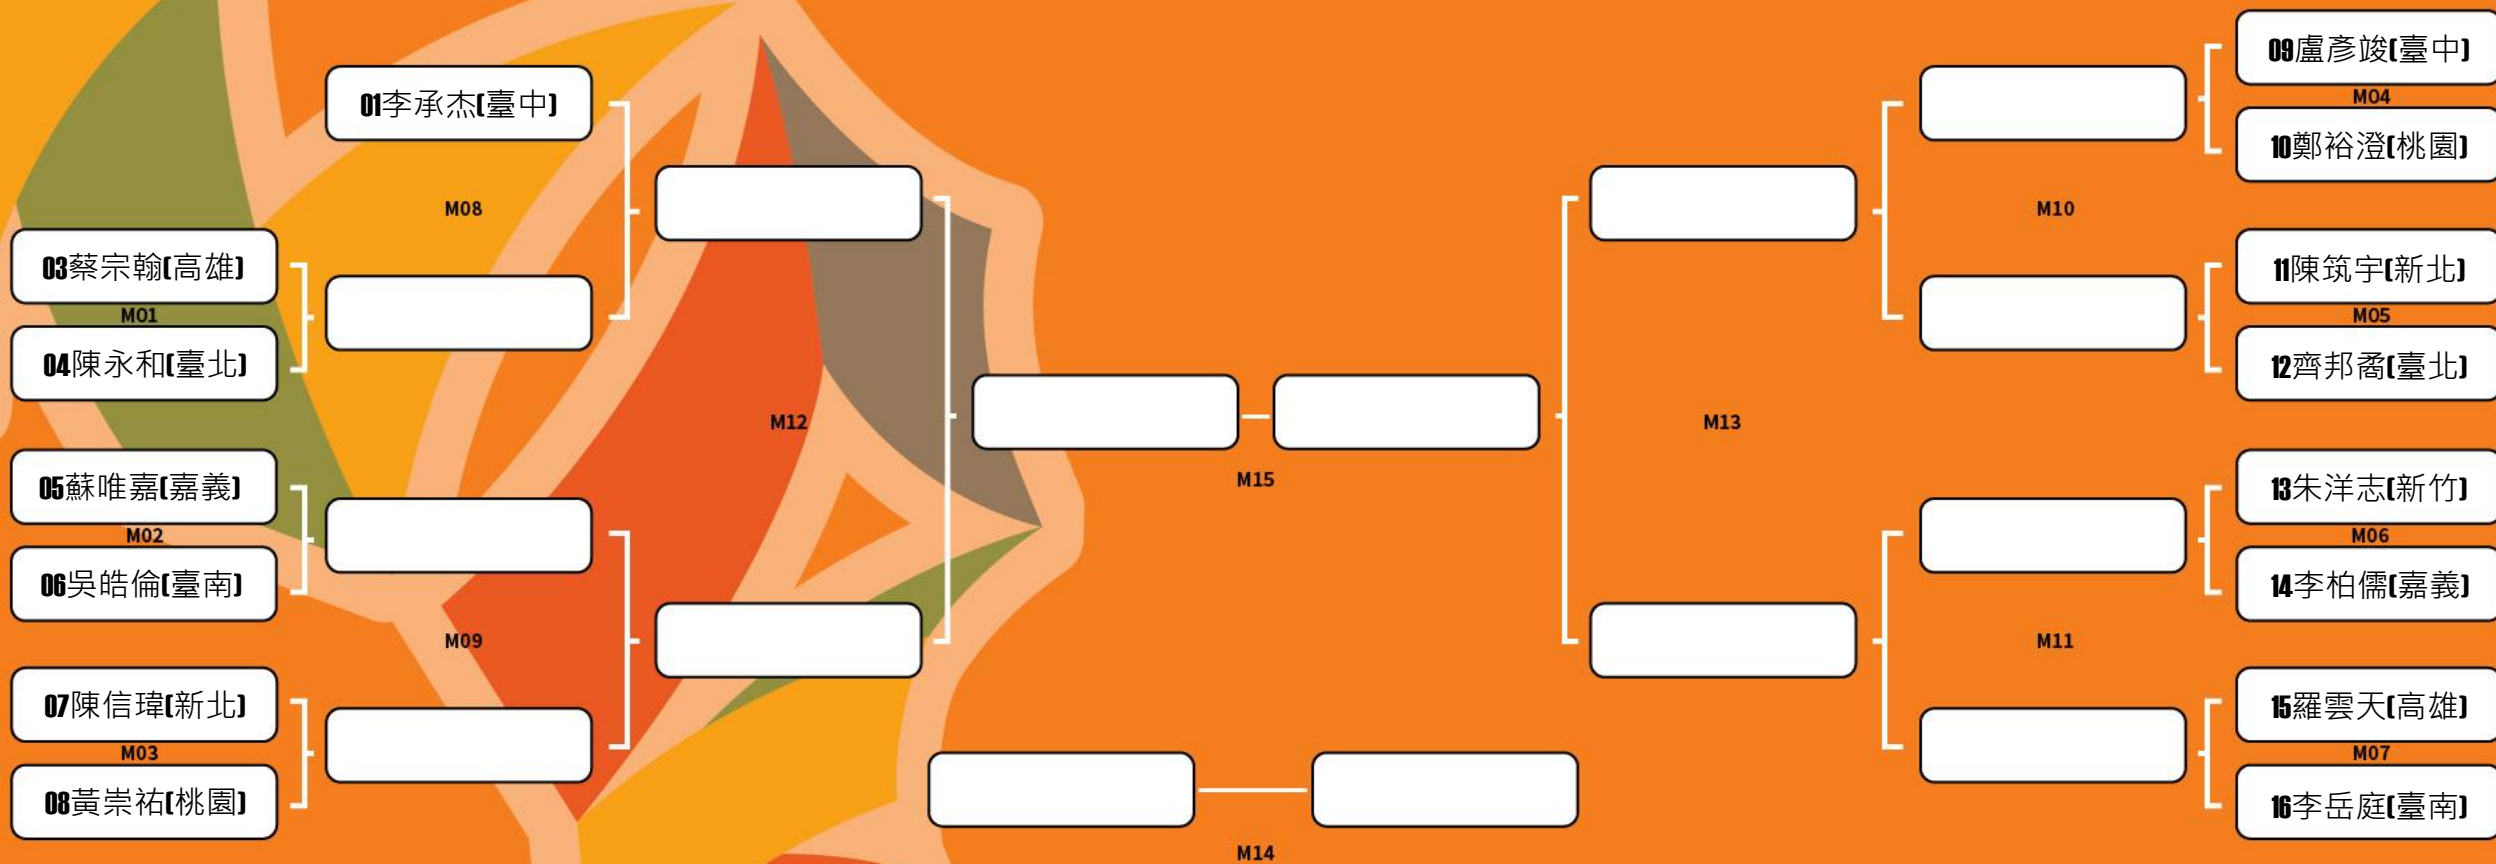 01李承杰(臺中)
M08
03蔡宗翰(高雄)
M01
04陳永和(臺北)
05蘇唯嘉(嘉義)
M02
06吳皓倫(臺南)
M09
07陳信瑋(新北)
M03
08黃崇祐(桃園)
M12
M15
M14
M13
09盧彥竣(臺中)
M04
10鄭裕澄(桃園)
M10
11陳筑宇(新北)
M05
12齊邦矞(臺北)
13朱洋志(新竹)
M06
14李柏儒(嘉義)
M11
15羅雲天(高雄)
M07
16李岳庭(臺南)